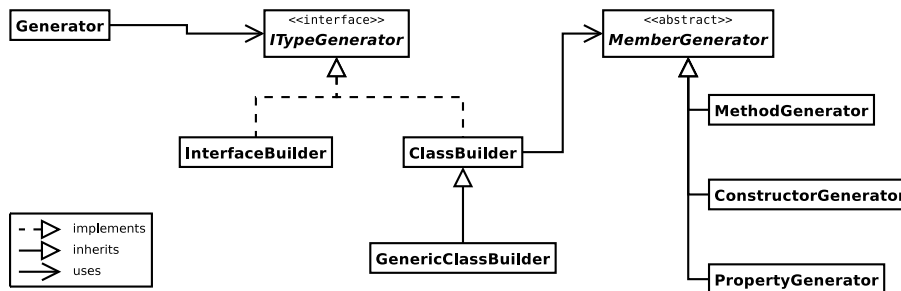 Generator
<<interface>>
ITypeGenerator
<<abstract>>
MemberGenerator
MethodGenerator
InterfaceBuilder
ClassBuilder
ConstructorGenerator
GenericClassBuilder
PropertyGenerator
implements
inherits
uses